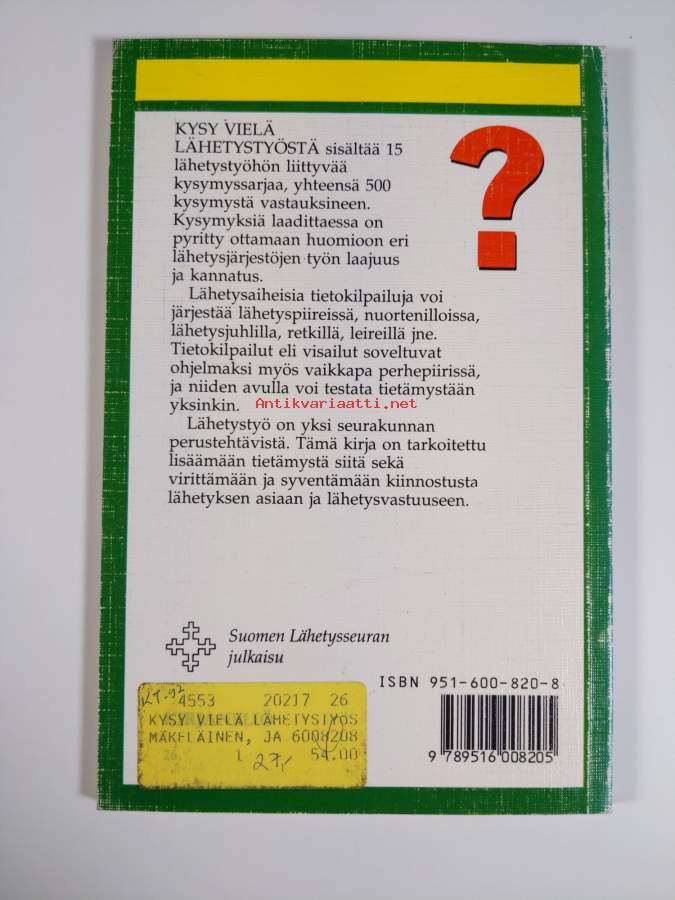 ?
KYSY VIELÄ
LÄHETYSTYÖSTÄ sisältää 15
lähetystyöhön liittyvää
kysymyssarjaa, yhteensä 500
kysymystä vastauksineen.
Kysymyksiä laadittaessa on
pyritty ottamaan huomioon eri
lähetysjärjestöjen työn laajuus
ja kannatus.
Lähetysaiheisia tietokilpailuja voi
järjestää lähetyspiireissä, nuortenilloissa,
lähetysjuhlilla, retkillä, leireillä jne.
Tietokilpailut eli visailut soveltuvat
ohjelmaksi myös vaikkapa perhepiirissä,
ja niiden avulla voi testata tietämystään
yksinkin.
Antikvariaatti.net
Lähetystyö on yksi seurakunnan
perustehtävistä. Tämä kirja on tarkoitettu
lisäämään tietämystä siitä sekä
virittämään ja syventämään kiinnostusta
lähetyksen asiaan ja lähetysvastuuseen.
Suomen Lähetysseuran
julkaisu
ISBN 951-600-820-8
9 789516 008205
KT-92
4553 20217 26
KYSY VIELÄ LÄHETYSTYÖS
MÄKELÄINEN, JA 6008208
1 54.00
27,-